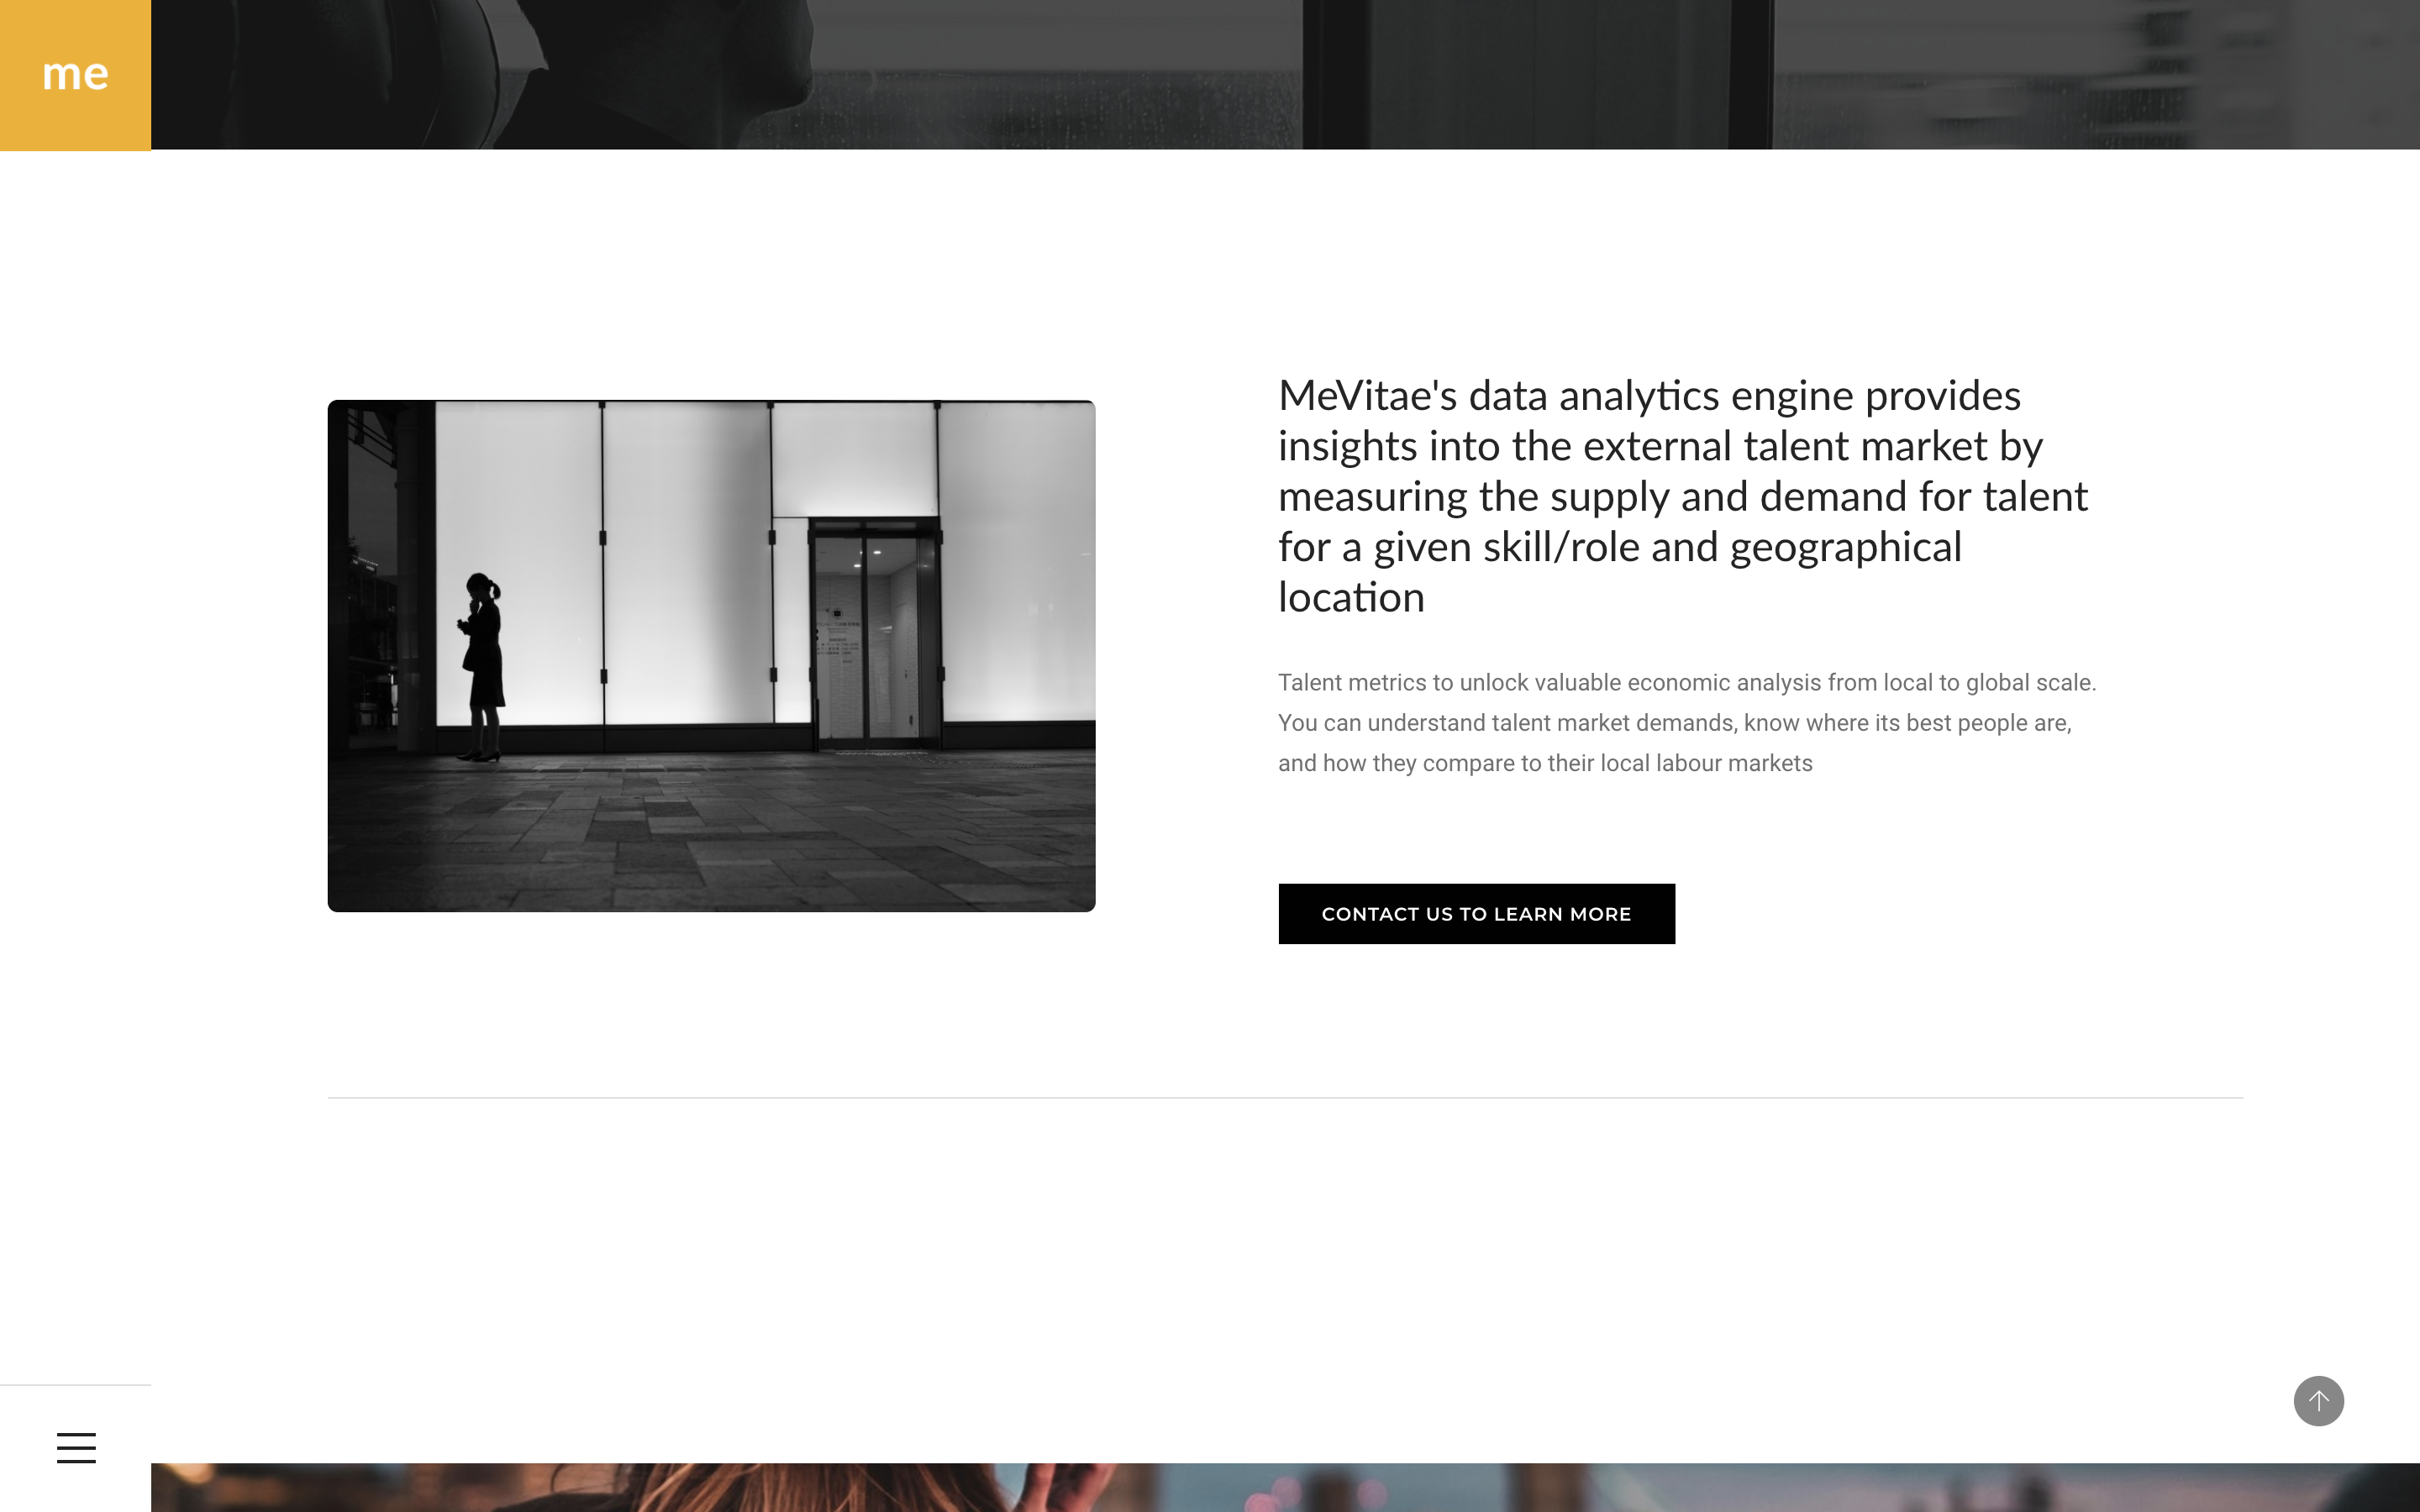 me
MeVitae's data analytics engine provides
insights into the external talent market by
measuring the supply and demand for talent
for a given skill/role and geographical
location
Talent metrics to unlock valuable economic analysis from local to global scale.
You can understand talent market demands, know where its best people are,
and how they compare to their local labour markets
CONTACT US TO LEARN MORE